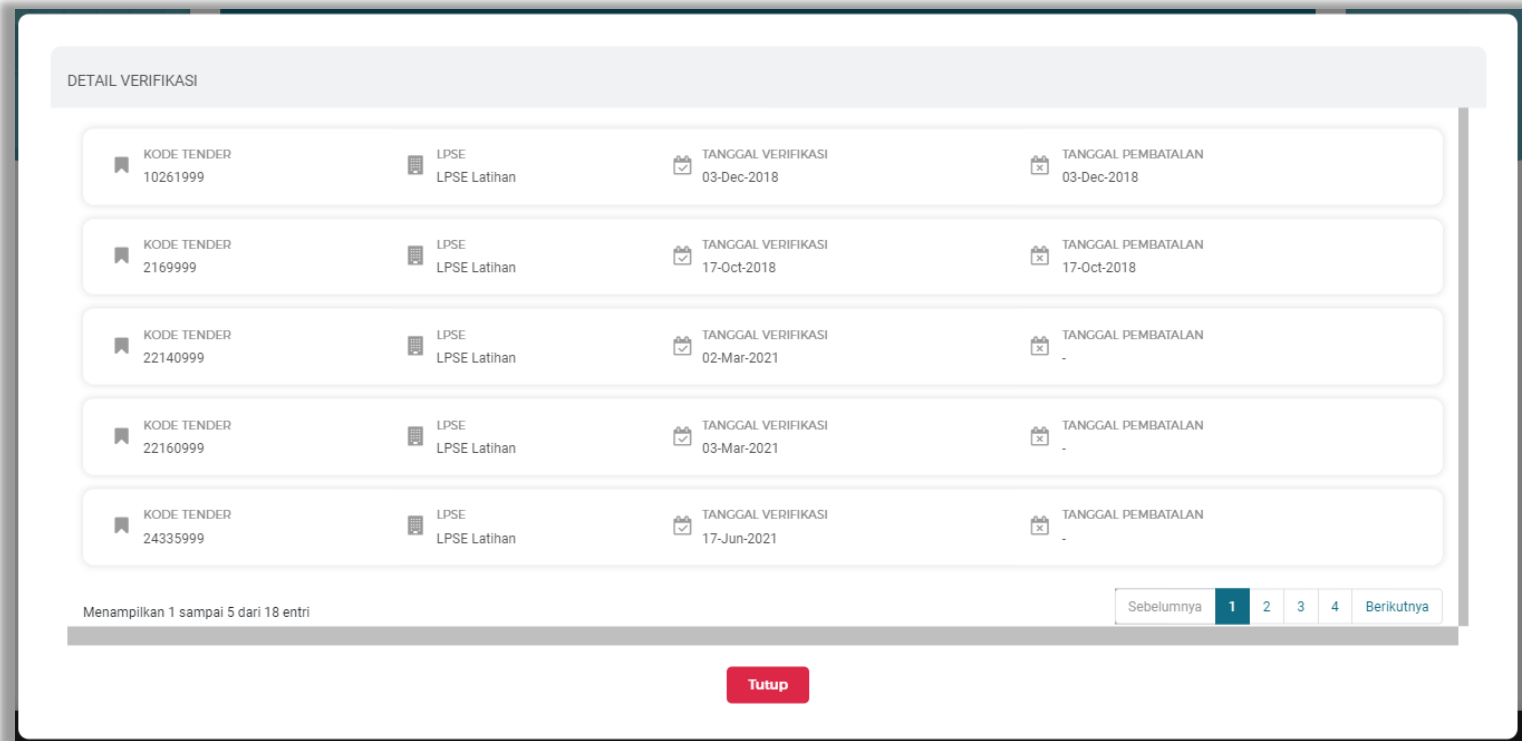 DETAIL VERIFIKASI
KODE TENDER LPSE TANGGAL VERIFIKASI TANGGAL PEMBATALAN
10261999 LPSE Latihan 03-Dec-2018 03-Dec-2018
KODE TENDER LPSE TANGGAL VERIFIKASI TANGGAL PEMBATALAN
2169999 LPSE Latihan 17-Oct-2018 17-Oct-2018
KODE TENDER LPSE TANGGAL VERIFIKASI TANGGAL PEMBATALAN
22140999 LPSE Latihan 02-Mar-2021 -
KODE TENDER LPSE TANGGAL VERIFIKASI TANGGAL PEMBATALAN
22160999 LPSE Latihan 03-Mar-2021 -
KODE TENDER LPSE TANGGAL VERIFIKASI TANGGAL PEMBATALAN
24335999 LPSE Latihan 17-Jun-2021 -
Menampilkan 1 sampai 5 dari 18 entri Sebelumnya 1 2 3 4 Berikutnya
Tutup